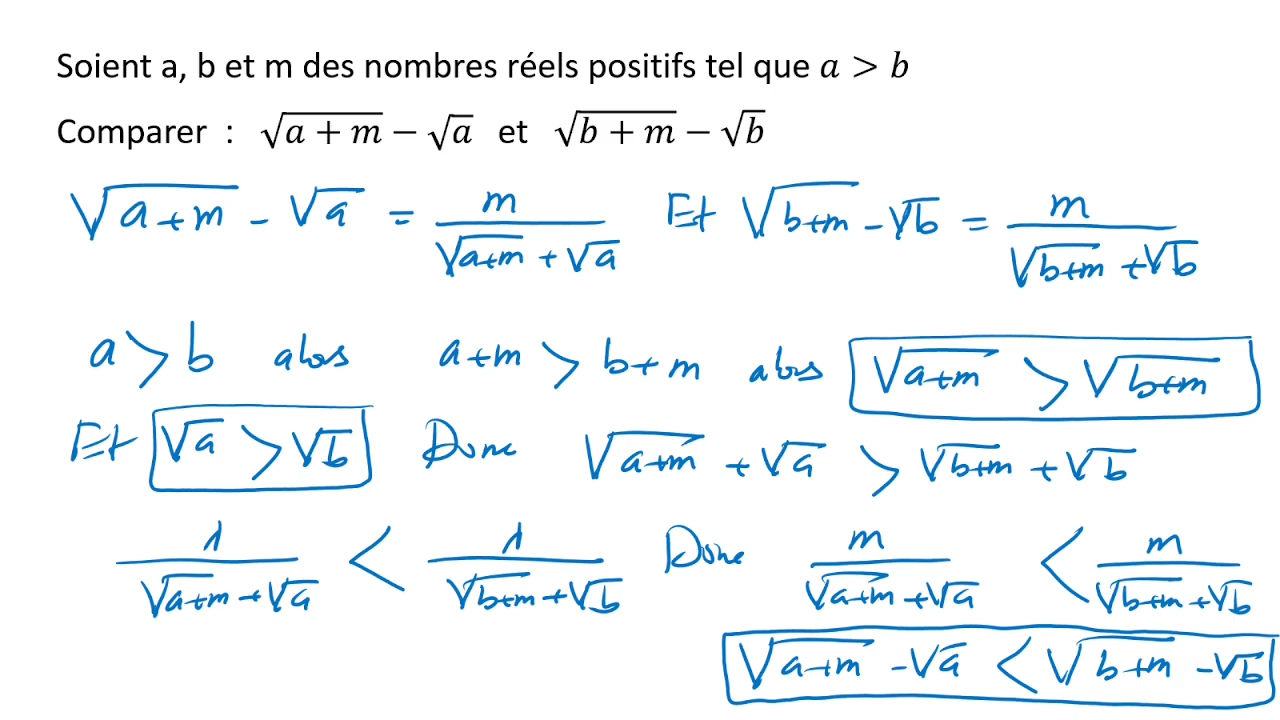 Soient a, b et m des nombres réels positifs tel que a > b
Comparer : √(a + m) − √a et √(b + m) − √b
√(a+m) - √a = m/(√(a+m) + √a) Et √(b+m) - √b = m/(√(b+m) + √b)
a > b alors a+m > b+m alors √(a+m) > √(b+m)
Et √a > √b Donc √(a+m) + √a > √(b+m) + √b
1/(√(a+m) + √a) < 1/(√(b+m) + √b) Donc m/(√(a+m) + √a) < m/(√(b+m) + √b)
√(a+m) - √a < √(b+m) - √b